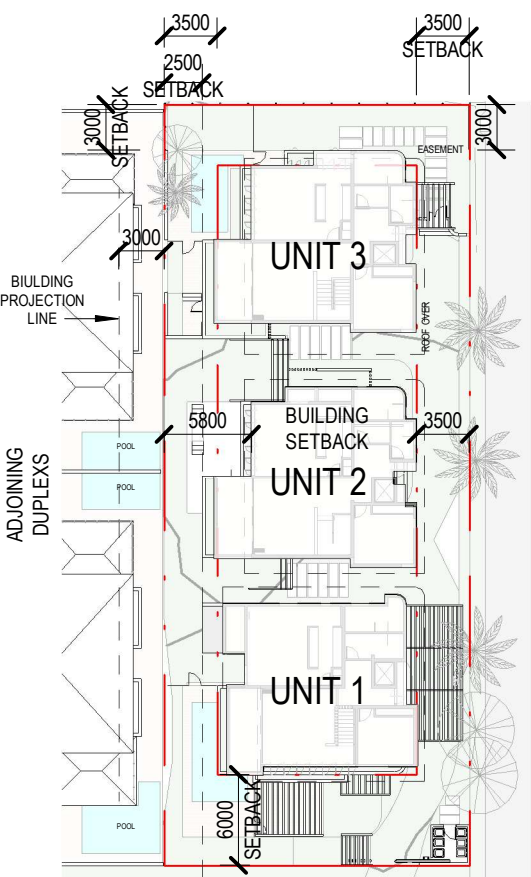 3500
3500
SETBACK
2500
SETBACK
3000
SETBACK
3000
EASEMENT
UNIT 3
3000
BIULDING
PROJECTION
LINE
ROOF OVER
5800
BUILDING
SETBACK
3500
POOL
POOL
ADJOINING
DUPLEXS
UNIT 2
UNIT 1
6000
SETBACK
POOL